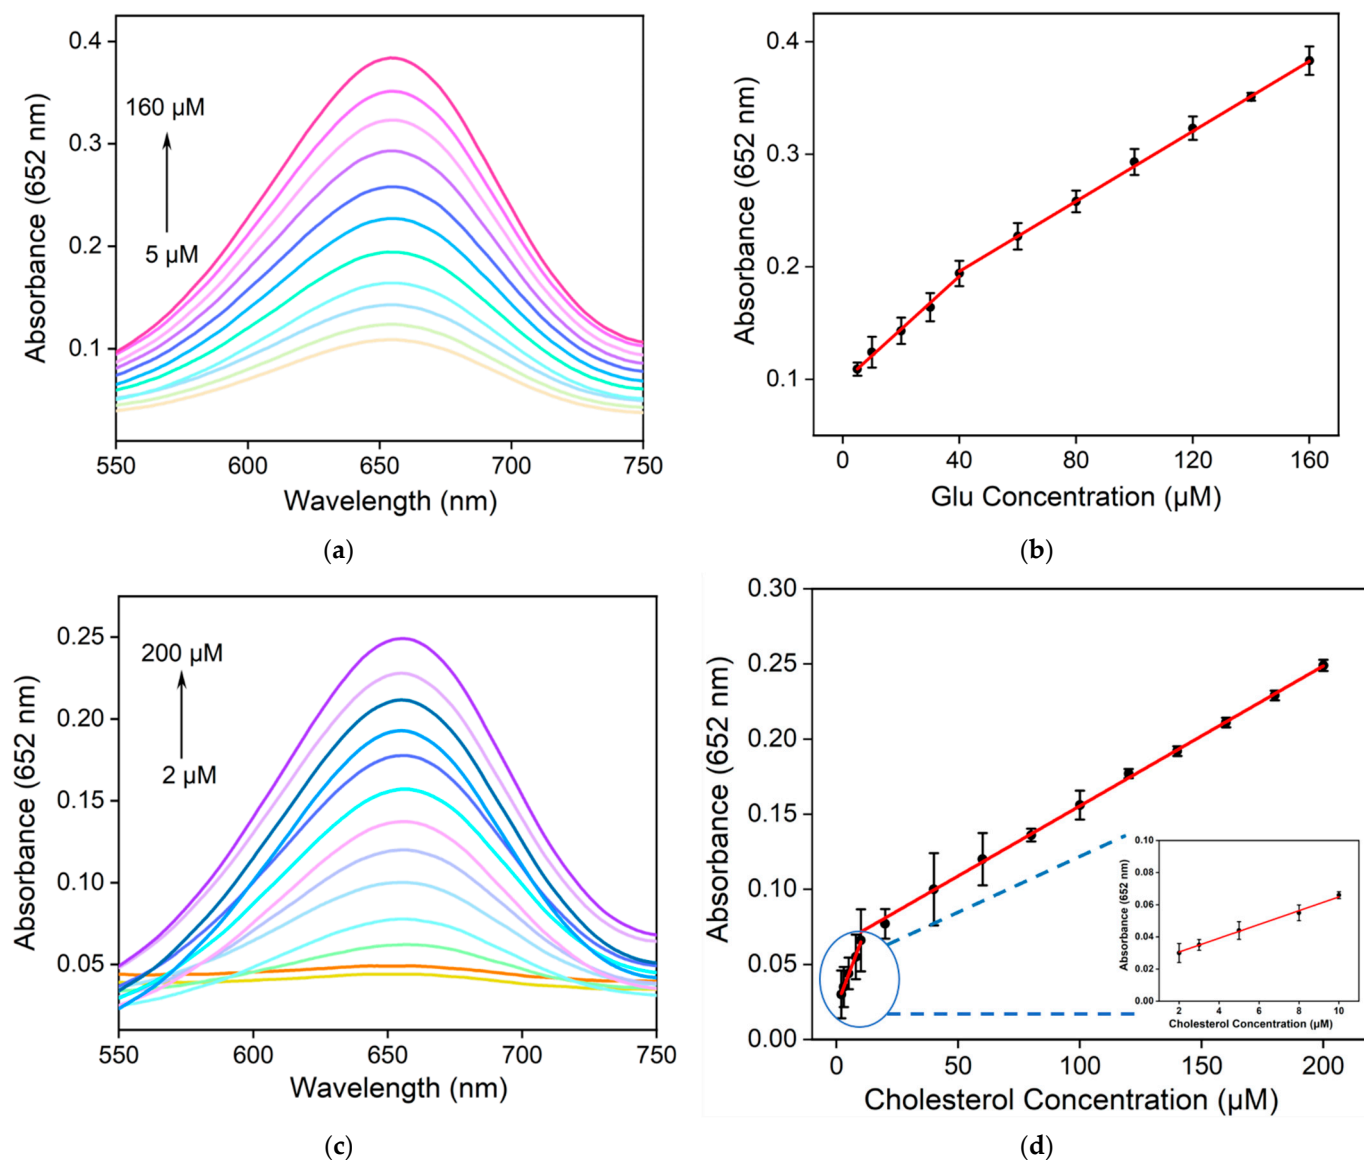 0.4
0.3
0.2
0.1
Absorbance (652 nm)
160 µM
5 µM
550
600
650
700
750
Wavelength (nm)
(a)
0.4
0.3
0.2
0.1
Absorbance (652 nm)
0
40
80
120
160
Glu Concentration (µM)
(b)
0.25
0.20
0.15
0.10
0.05
Absorbance (652 nm)
200 µM
2 µM
550
600
650
700
750
Wavelength (nm)
(c)
0.30
0.25
0.20
0.15
0.10
0.05
0.00
Absorbance (652 nm)
0
50
100
150
200
Cholesterol Concentration (µM)
0.10
0.08
0.06
0.04
0.02
0.00
Absorbance (652 nm)
2
4
6
8
10
Cholesterol Concentration (µM)
(d)